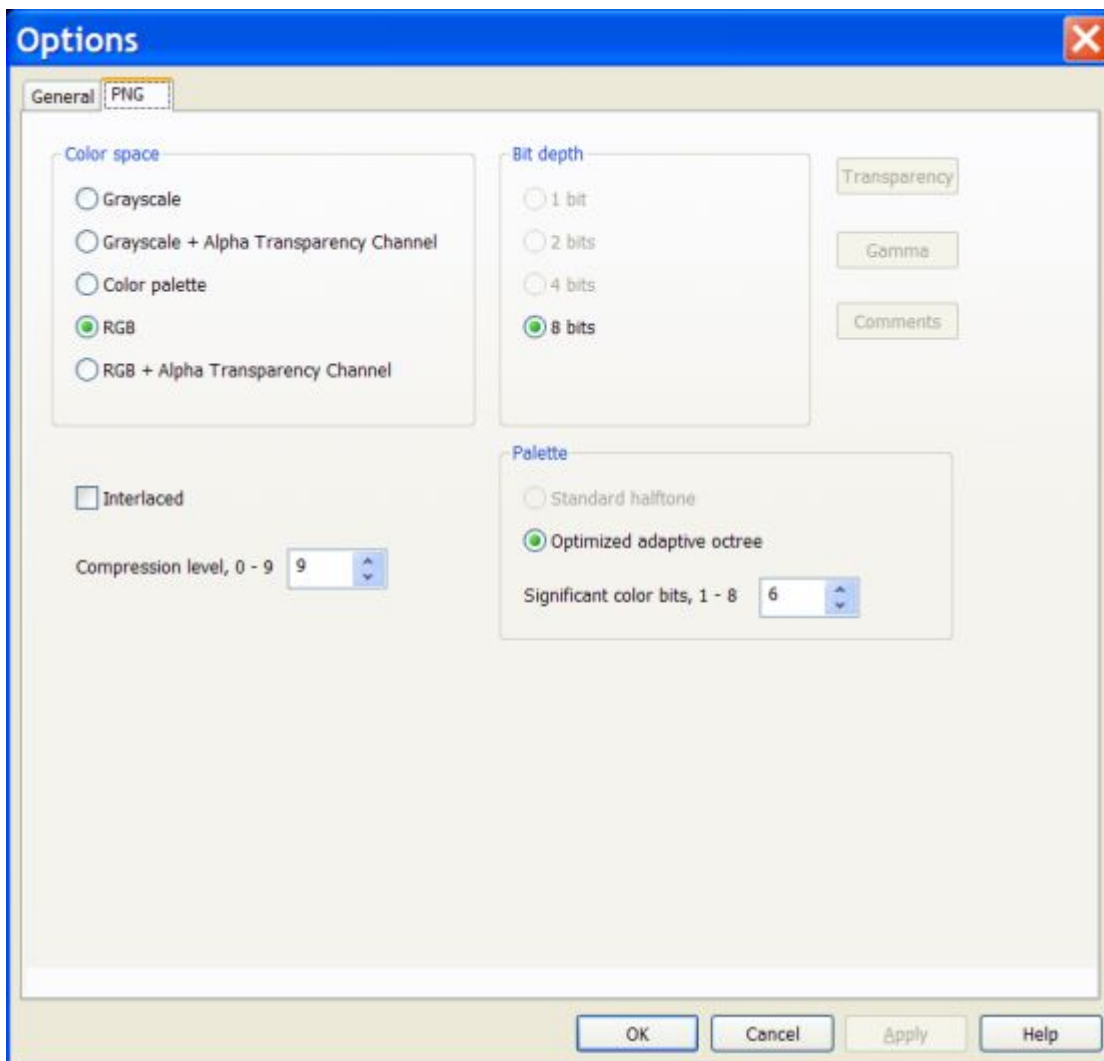 Options
General
PNG
Color space
Grayscale
Grayscale + Alpha Transparency Channel
Color palette
RGB
RGB + Alpha Transparency Channel
Bit depth
1 bit
2 bits
4 bits
8 bits
Transparency
Gamma
Comments
Interlaced
Compression level, 0 - 9 9
Palette
Standard halftone
Optimized adaptive octree
Significant color bits, 1 - 8 6
OK
Cancel
Apply
Help